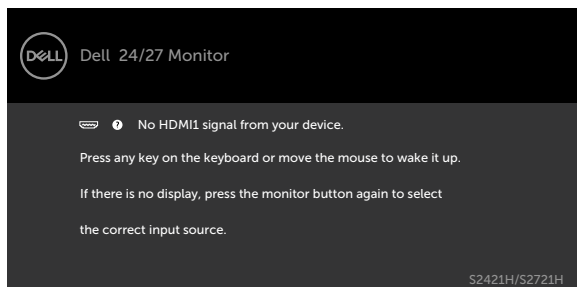 DELL Dell 24/27 Monitor
? No HDMI1 signal from your device.
Press any key on the keyboard or move the mouse to wake it up.
If there is no display, press the monitor button again to select
the correct input source.
S2421H/S2721H